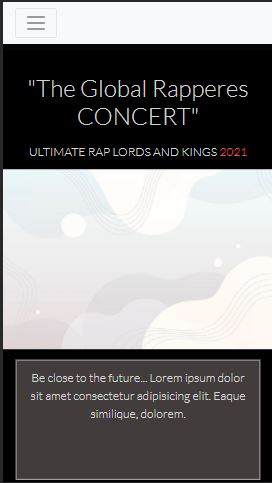 "The Global Rapperes
CONCERT"
ULTIMATE RAP LORDS AND KINGS 2021
Be close to the future... Lorem ipsum dolor
sit amet consectetur adipisicing elit. Eaque
similique, dolorem.